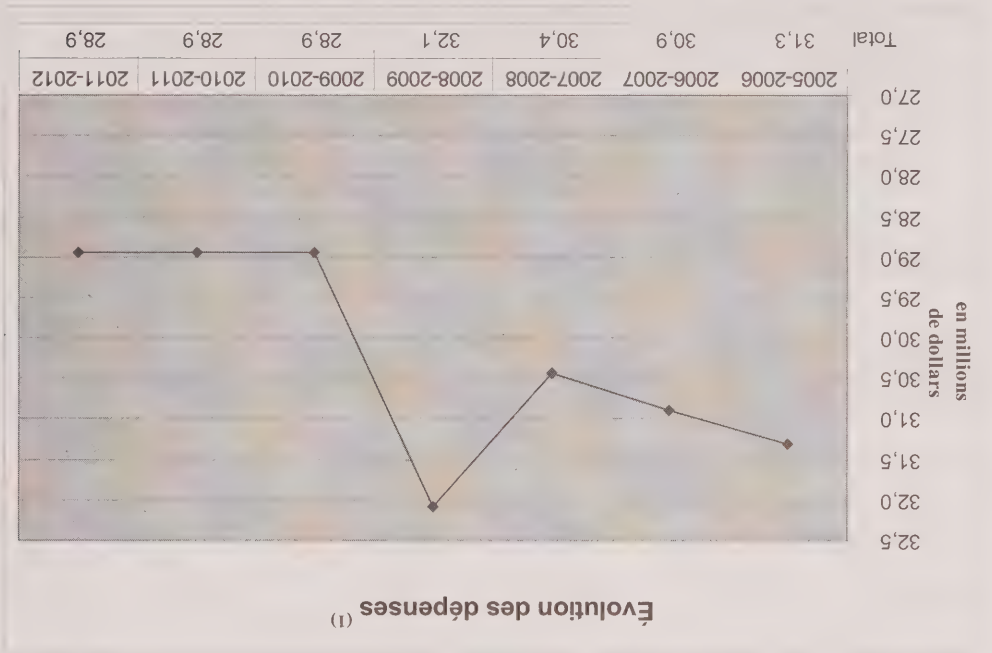 Évolution des dépenses (1)
en millions
de dollars
32,5
32,0
31,5
31,0
30,5
30,0
29,5
29,0
28,5
28,0
27,5
27,0
2005-2006 2006-2007 2007-2008 2008-2009 2009-2010 2010-2011 2011-2012
Total 31,3 30,9 30,4 32,1 28,9 28,9 28,9